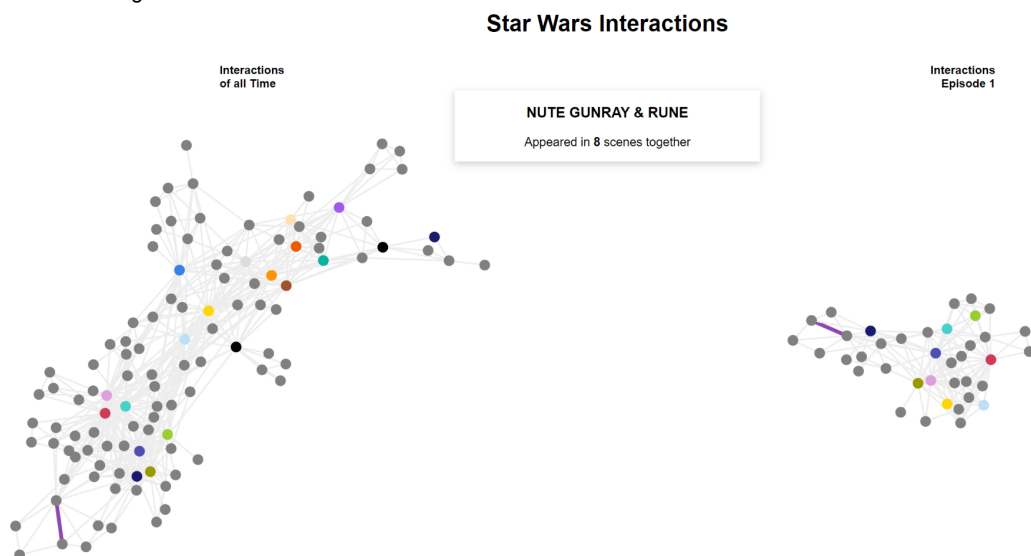 Star Wars Interactions
Interactions
of all Time
NUTE GUNRAY & RUNE
Appeared in 8 scenes together
Interactions
Episode 1